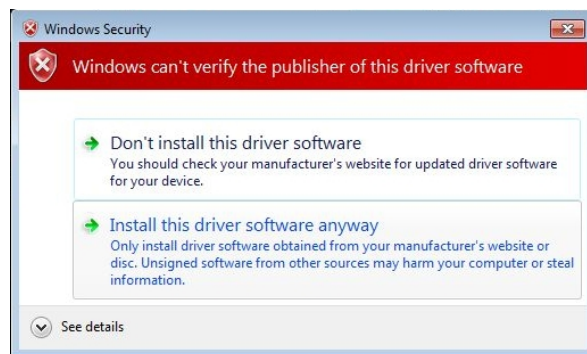 Windows Security
Windows can't verify the publisher of this driver software
Don't install this driver software
You should check your manufacturer's website for updated driver software
for your device.
Install this driver software anyway
Only install driver software obtained from your manufacturer's website or
disc. Unsigned software from other sources may harm your computer or steal
information.
See details